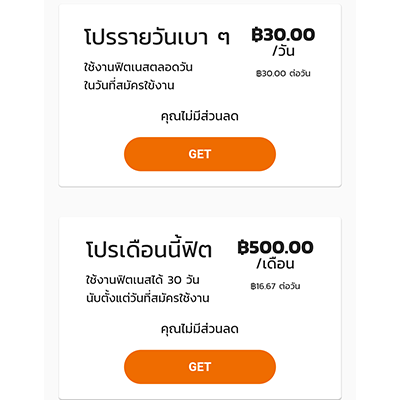 โปรรายวันเบา ๆ
฿30.00
/วัน
ใช้งานฟิตเนสตลอดวัน
ในวันที่สมัครใช้งาน
฿30.00 ต่อวัน
คุณไม่มีส่วนลด
GET
โปรเดือนนี้ฟิต
฿500.00
/เดือน
ใช้งานฟิตเนสได้ 30 วัน
นับตั้งแต่วันที่สมัครใช้งาน
฿16.67 ต่อวัน
คุณไม่มีส่วนลด
GET